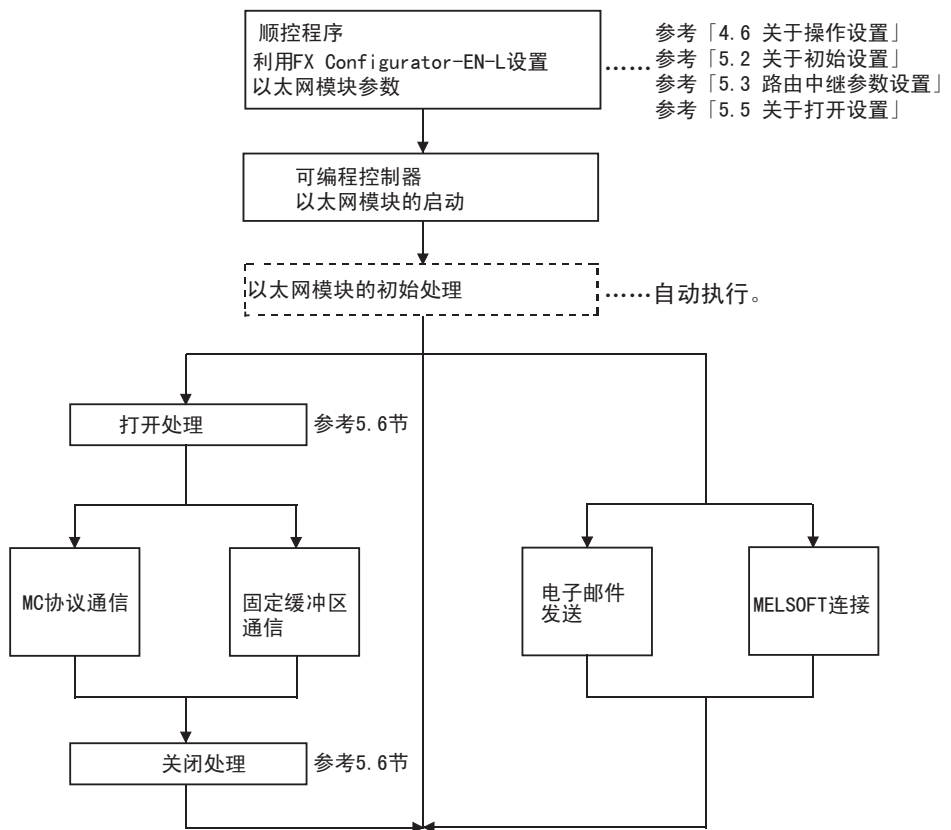 顺控程序
利用FX Configurator-EN-L设置
以太网模块参数
……
参考「4.6 关于操作设置」
参考「5.2 关于初始设置」
参考「5.3 路由中继参数设置」
参考「5.5 关于打开设置」
可编程控制器
以太网模块的启动
以太网模块的初始处理
……自动执行。
打开处理
参考5.6节
MC协议通信
固定缓冲区
通信
电子邮件
发送
MELSOFT连接
关闭处理
参考5.6节